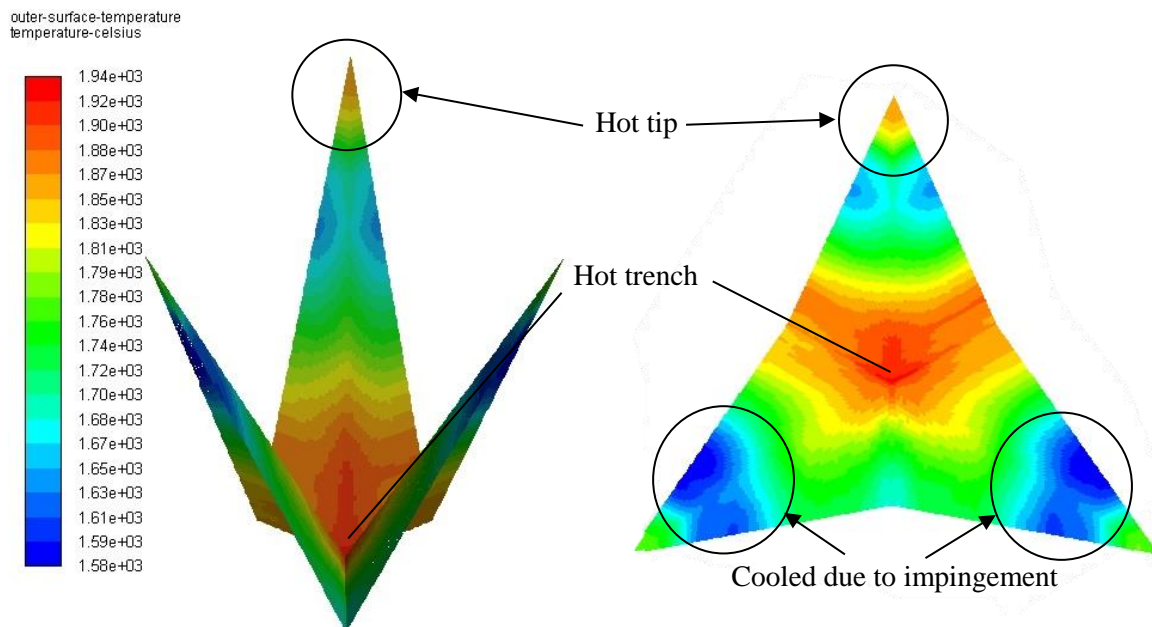 outer-surface-temperature
temperature-celsius
1.94e+03
1.92e+03
1.90e+03
1.88e+03
1.87e+03
1.85e+03
1.83e+03
1.81e+03
1.79e+03
1.78e+03
1.76e+03
1.74e+03
1.72e+03
1.70e+03
1.68e+03
1.67e+03
1.65e+03
1.63e+03
1.61e+03
1.59e+03
1.58e+03
Hot tip
Hot trench
Cooled due to impingement